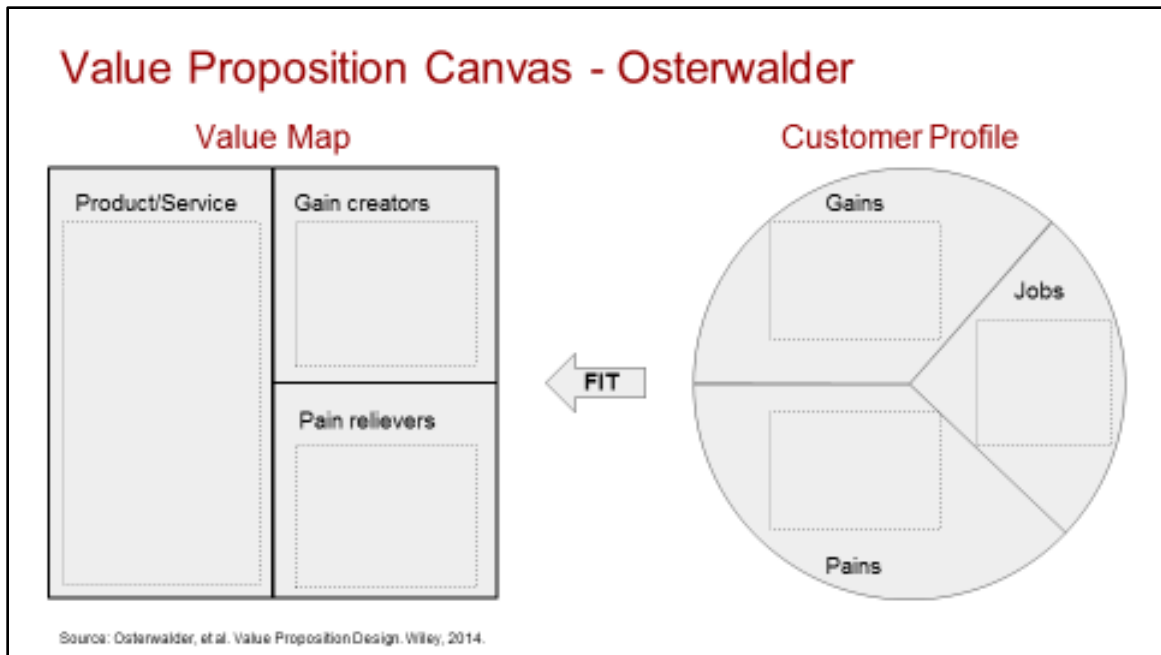 Value Proposition Canvas - Osterwalder
Value Map
Product/Service
Gain creators
Pain relievers
FIT
Customer Profile
Gains
Jobs
Pains
Source: Osterwalder, et al. Value Proposition Design. Wiley, 2014.